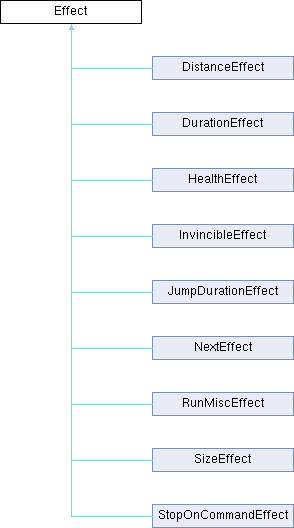 Effect
DistanceEffect
DurationEffect
HealthEffect
InvincibleEffect
JumpDurationEffect
NextEffect
RunMiscEffect
SizeEffect
StopOnCommandEffect